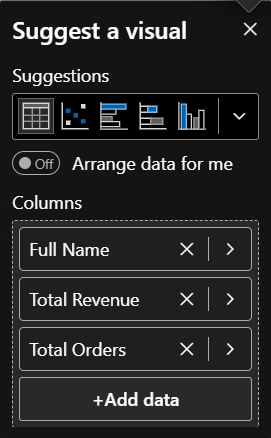 Suggest a visual
Suggestions
Off Arrange data for me
Columns
Full Name
Total Revenue
Total Orders
+Add data